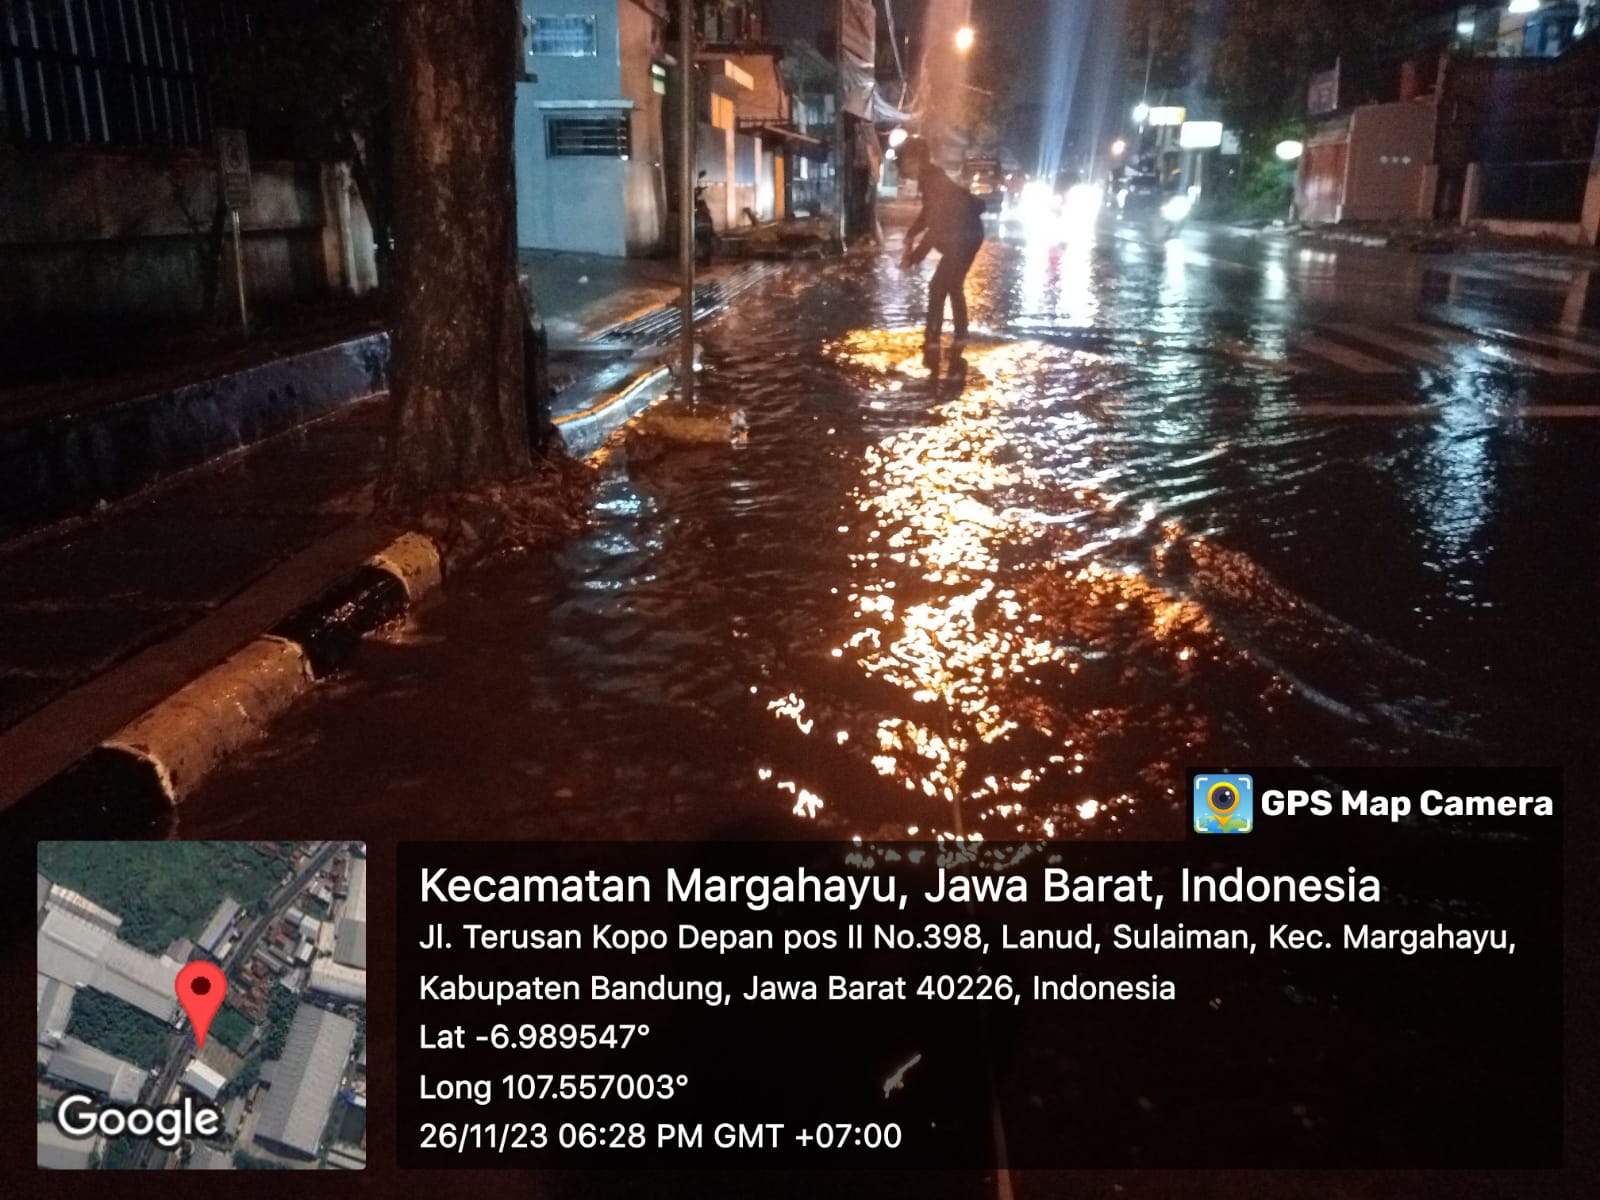 GPS Map Camera
Kecamatan Margahayu, Jawa Barat, Indonesia
Jl. Terusan Kopo Depan pos II No.398, Lanud, Sulaiman, Kec. Margahayu,
Kabupaten Bandung, Jawa Barat 40226, Indonesia
Lat -6.989547°
Long 107.557003°
26/11/23 06:28 PM GMT +07:00
Google